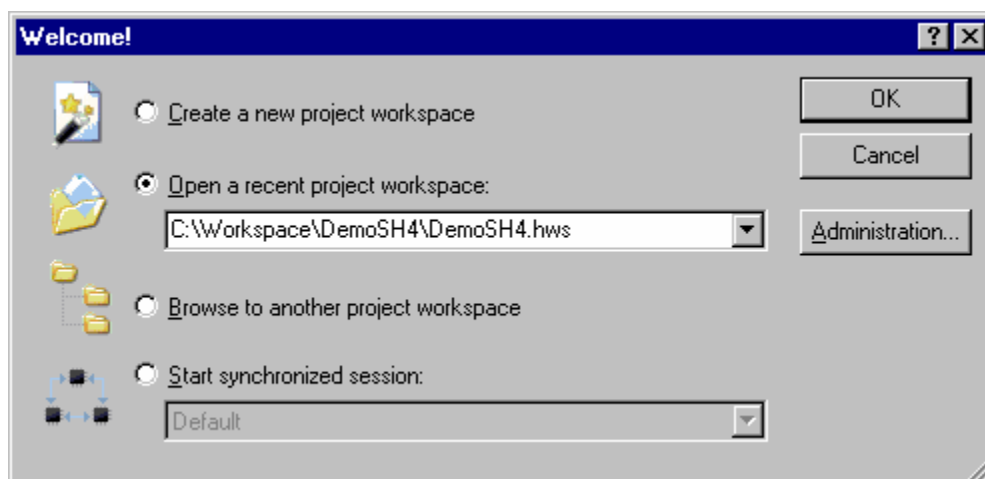 Welcome!
Create a new project workspace
OK
Cancel
Open a recent project workspace:
C:\Workspace\DemoSH4\DemoSH4.hws
Administration...
Browse to another project workspace
Start synchronized session:
Default